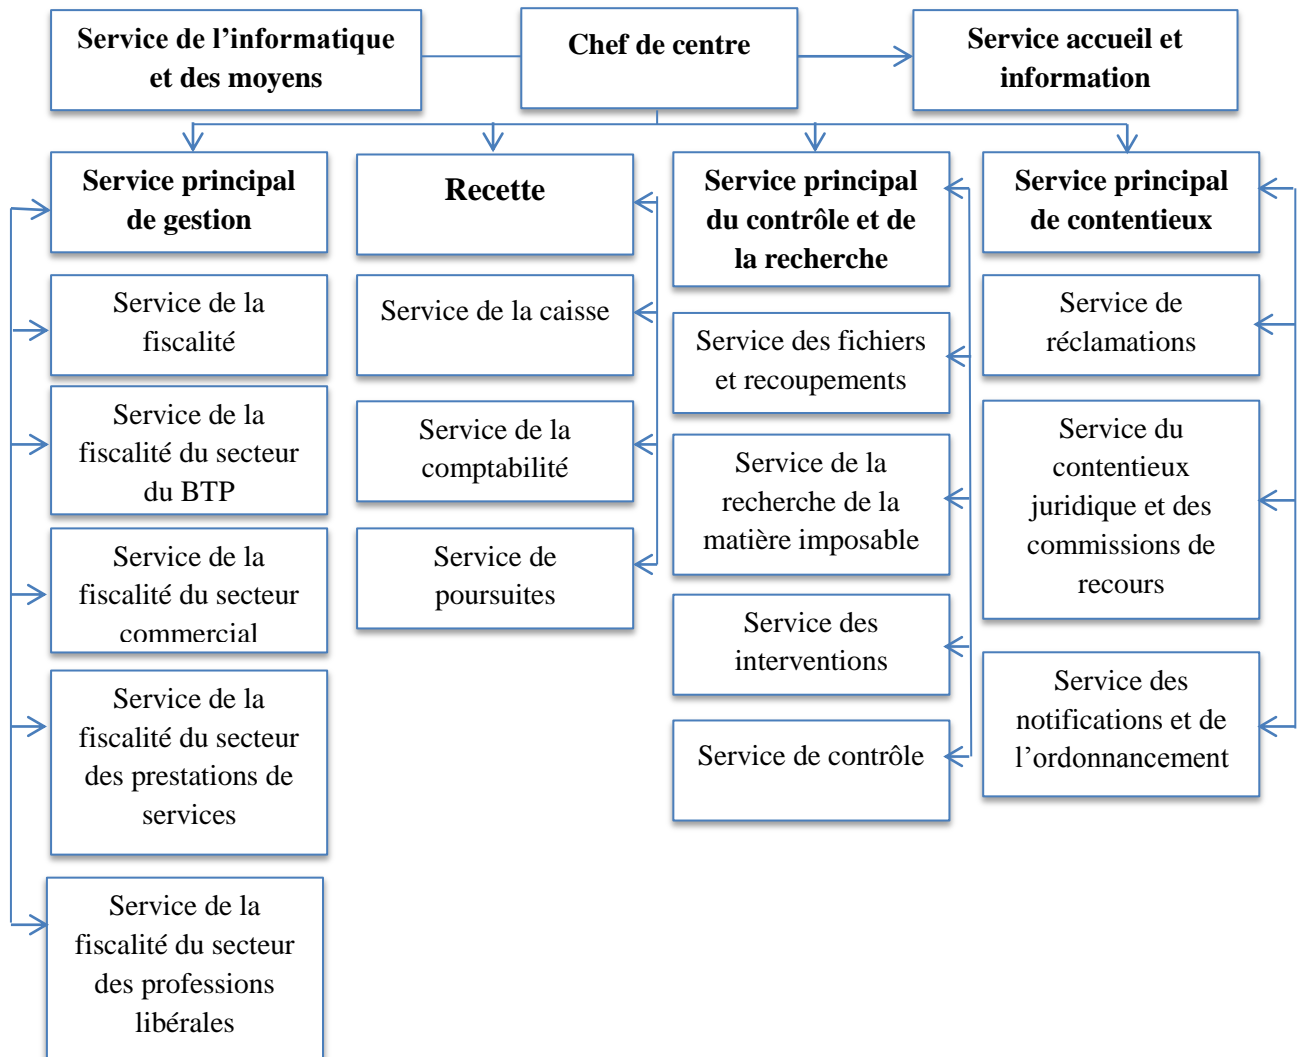 Service de l’informatique
et des moyens
Chef de centre
Service accueil et
information
Service principal
de gestion
Recette
Service principal
du contrôle et de
la recherche
Service principal
de contentieux
Service de la
fiscalité
Service de la
fiscalité du secteur
du BTP
Service de la
fiscalité du secteur
commercial
Service de la
fiscalité du secteur
des prestations de
services
Service de la
fiscalité du secteur
des professions
libérales
Service de la caisse
Service de la
comptabilité
Service de
poursuites
Service des fichiers
et recoupements
Service de la
recherche de la
matière imposable
Service des
interventions
Service de contrôle
Service de
réclamations
Service du
contentieux
juridique et des
commissions de
recours
Service des
notifications et de
l’ordonnancement